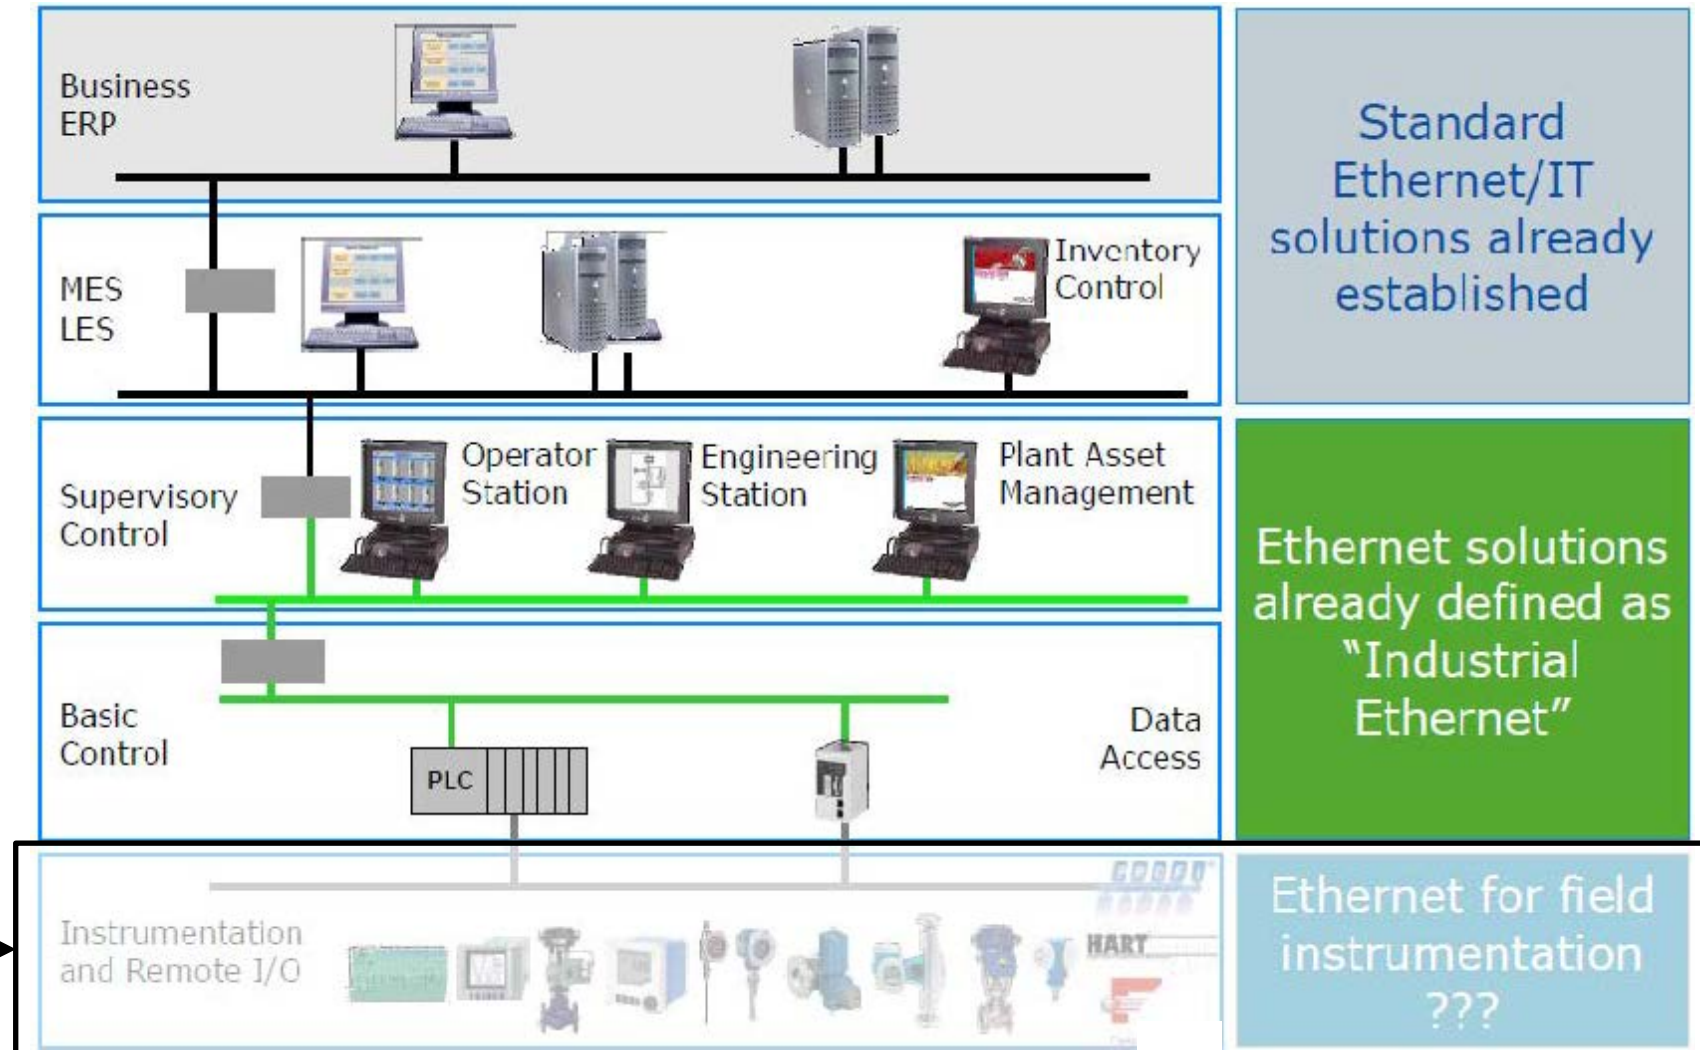 Business
ERP
Standard
Ethernet/IT
solutions already
established
MES
LES
Inventory
Control
Supervisory
Control
Operator
Station
Engineering
Station
Plant Asset
Management
Ethernet solutions
already defined as
“Industrial
Ethernet”
Basic
Control
PLC
Data
Access
Instrumentation
and Remote I/O
HART
Ethernet for field
instrumentation
???